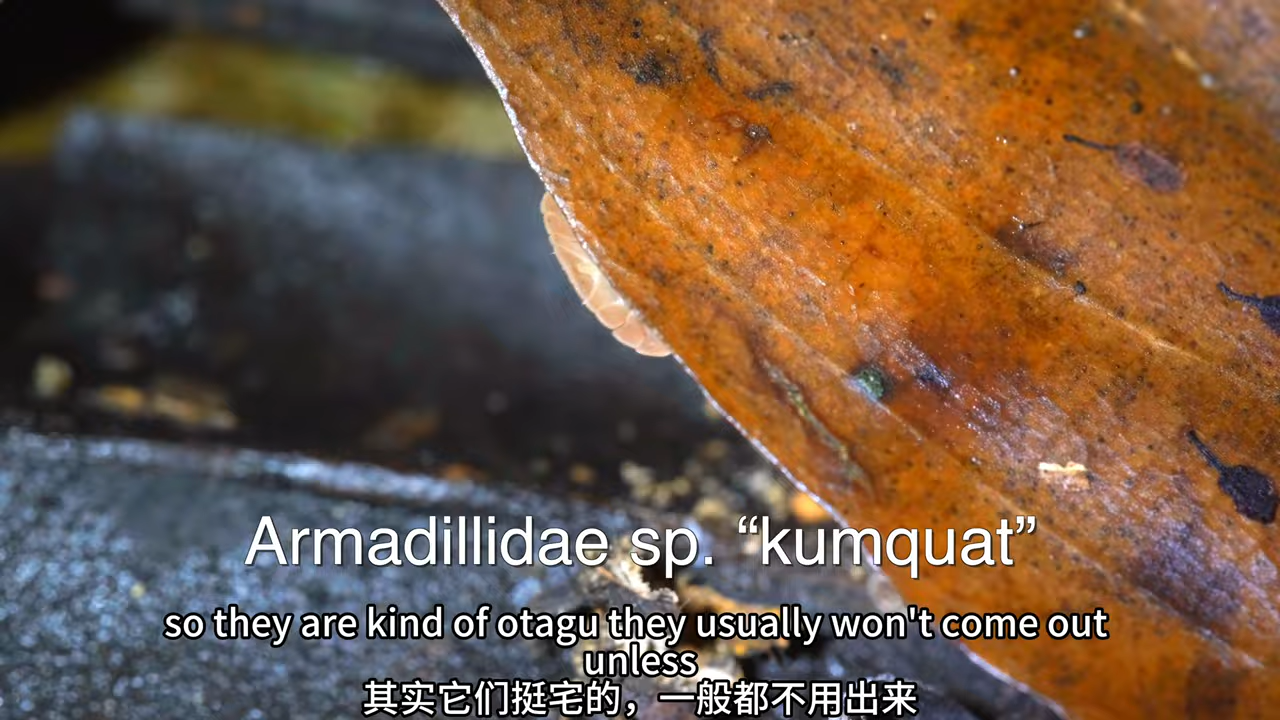 Armadillidae sp. “kumquat”
so they are kind of otagu they usually won't come out
unless
其实它们挺宅的，一般都不用出来